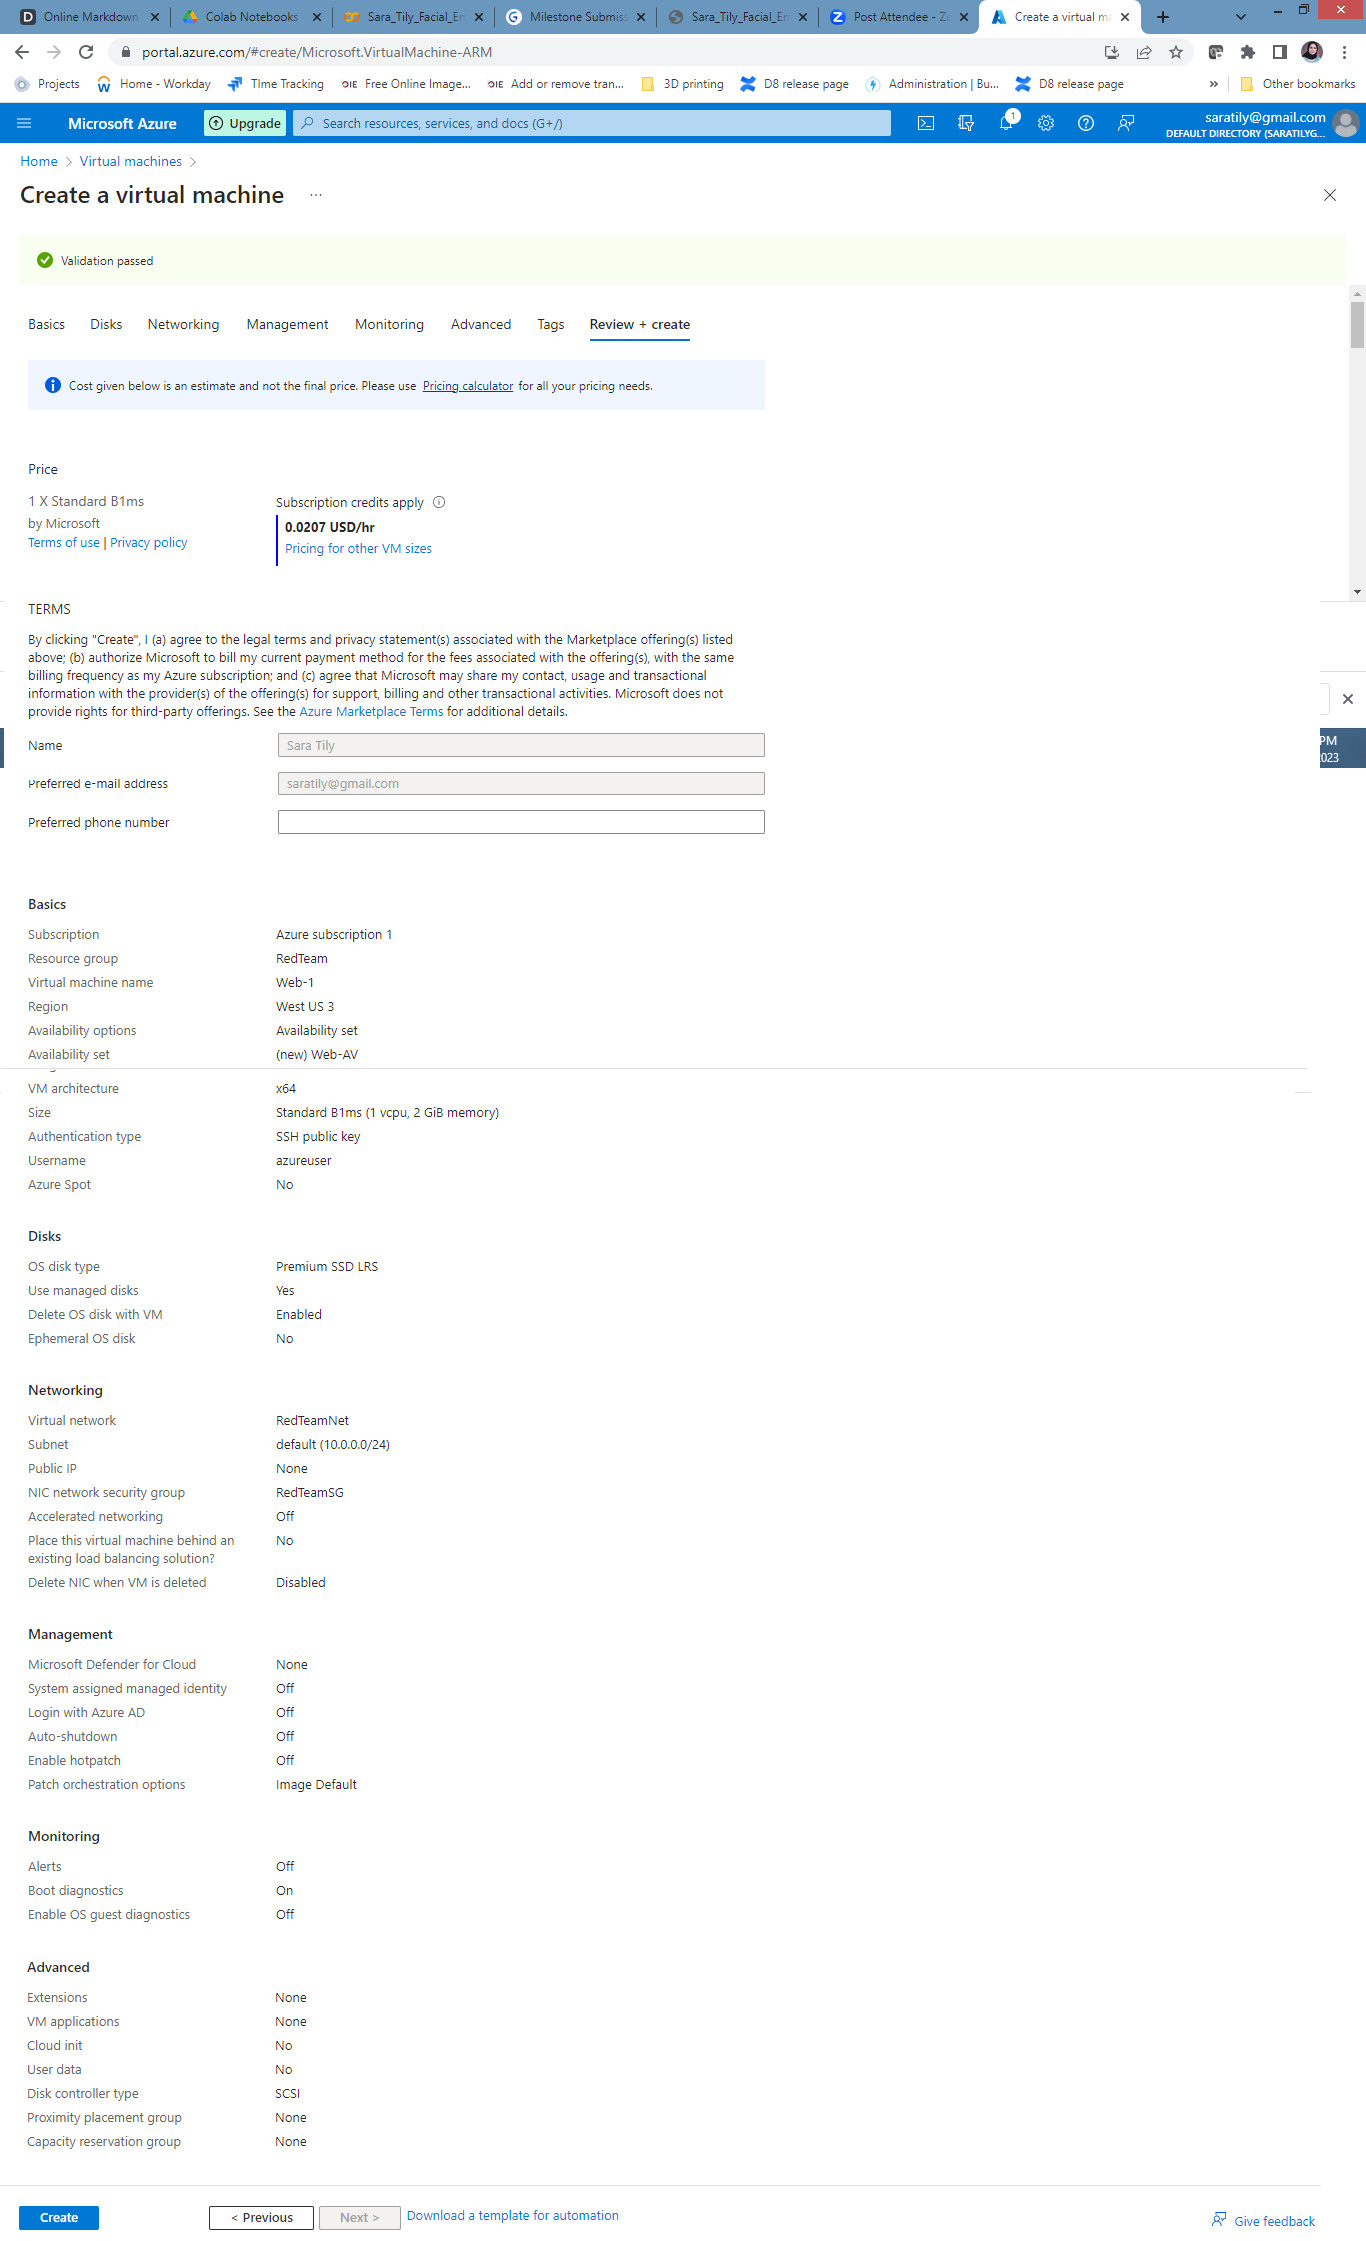 Online Markdown
Colab Notebooks
Sara_Tily_Facial_Em
Milestone Submiss
Sara_Tily_Facial_Em
Post Attendee - Zo
Create a virtual ma
portal.azure.com/#create/Microsoft.VirtualMachine-ARM
Projects
Home - Workday
TIme Tracking
OIE Free Online Image...
OIE Add or remove tran...
3D printing
D8 release page
Administration | Bu...
D8 release page
»
Other bookmarks
Microsoft Azure
Upgrade
Search resources, services, and docs (G+/)
1
saratily@gmail.com
DEFAULT DIRECTORY (SARATILYG...
Home > Virtual machines >
Create a virtual machine ...
Validation passed
Basics Disks Networking Management Monitoring Advanced Tags Review + create
Cost given below is an estimate and not the final price. Please use Pricing calculator for all your pricing needs.
Price
1 X Standard B1ms
by Microsoft
Terms of use | Privacy policy
Subscription credits apply
0.0207 USD/hr
Pricing for other VM sizes
TERMS
By clicking "Create", I (a) agree to the legal terms and privacy statement(s) associated with the Marketplace offering(s) listed
above; (b) authorize Microsoft to bill my current payment method for the fees associated with the offering(s), with the same
billing frequency as my Azure subscription; and (c) agree that Microsoft may share my contact, usage and transactional
information with the provider(s) of the offering(s) for support, billing and other transactional activities. Microsoft does not
provide rights for third-party offerings. See the Azure Marketplace Terms for additional details.
PM
023
Name Sara Tily
Preferred e-mail address saratily@gmail.com
Preferred phone number
Basics
Subscription Azure subscription 1
Resource group RedTeam
Virtual machine name Web-1
Region West US 3
Availability options Availability set
Availability set (new) Web-AV
VM architecture x64
Size Standard B1ms (1 vcpu, 2 GiB memory)
Authentication type SSH public key
Username azureuser
Azure Spot No
Disks
OS disk type Premium SSD LRS
Use managed disks Yes
Delete OS disk with VM Enabled
Ephemeral OS disk No
Networking
Virtual network RedTeamNet
Subnet default (10.0.0.0/24)
Public IP None
NIC network security group RedTeamSG
Accelerated networking Off
Place this virtual machine behind an No
existing load balancing solution?
Delete NIC when VM is deleted Disabled
Management
Microsoft Defender for Cloud None
System assigned managed identity Off
Login with Azure AD Off
Auto-shutdown Off
Enable hotpatch Off
Patch orchestration options Image Default
Monitoring
Alerts Off
Boot diagnostics On
Enable OS guest diagnostics Off
Advanced
Extensions None
VM applications None
Cloud init No
User data No
Disk controller type SCSI
Proximity placement group None
Capacity reservation group None
Create
< Previous
Next >
Download a template for automation
Give feedback